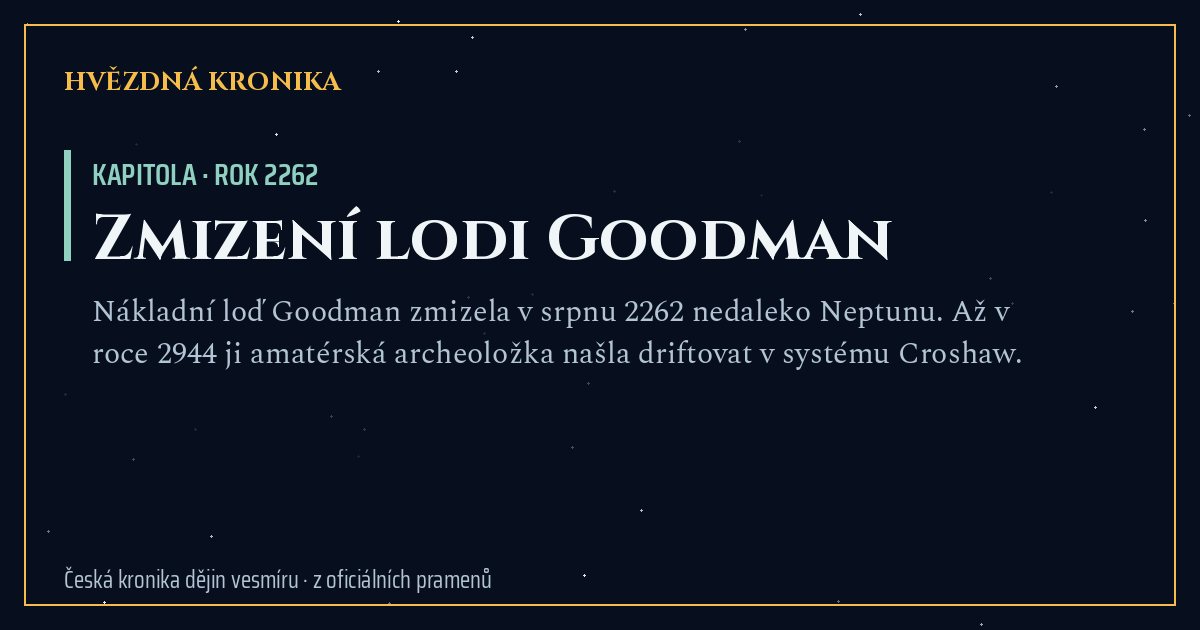 HVĚZDNÁ KRONIKA
KAPITOLA · ROK 2262
ZMIZENÍ LODI GOODMAN
Nákladní loď Goodman zmizela v srpnu 2262 nedaleko Neptunu. Až v
roce 2944 ji amatérská archeoložka našla driftovat v systému Croshaw.
Česká kronika dějin vesmíru · z oficiálních pramenů